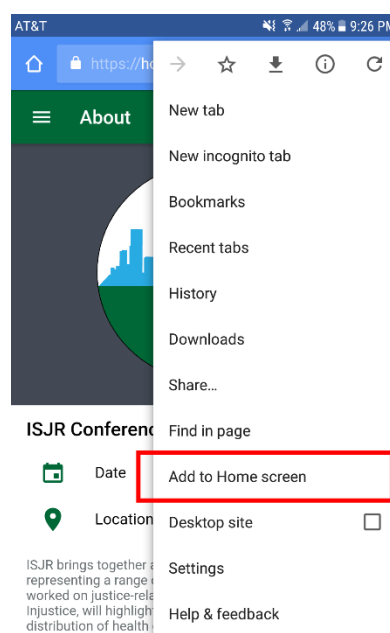 AT&T 48% 9:26 PM
https://ho
About
New tab
New incognito tab
Bookmarks
Recent tabs
History
Downloads
Share...
Find in page
Add to Home screen
Desktop site
Settings
Help & feedback
ISJR Conferenc
Date
Location
ISJR brings together a
representing a range
worked on justice-rela
Injustice, will highligh
distribution of health